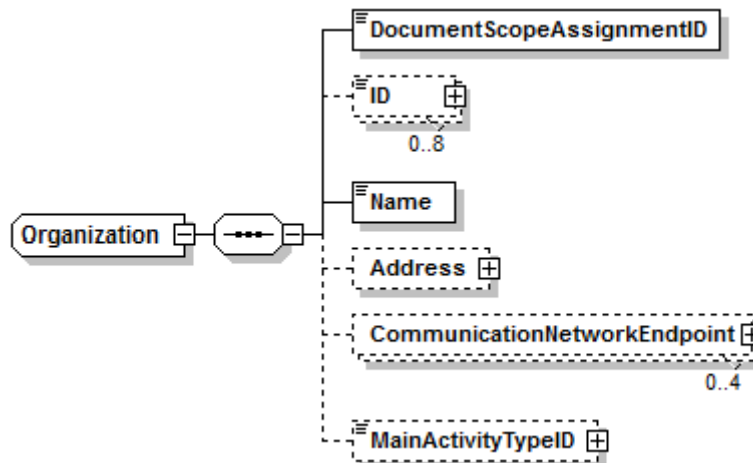 DocumentScopeAssignmentID
ID
0..8
Name
Organization
Address
CommunicationNetworkEndpoint
0..4
MainActivityTypeID